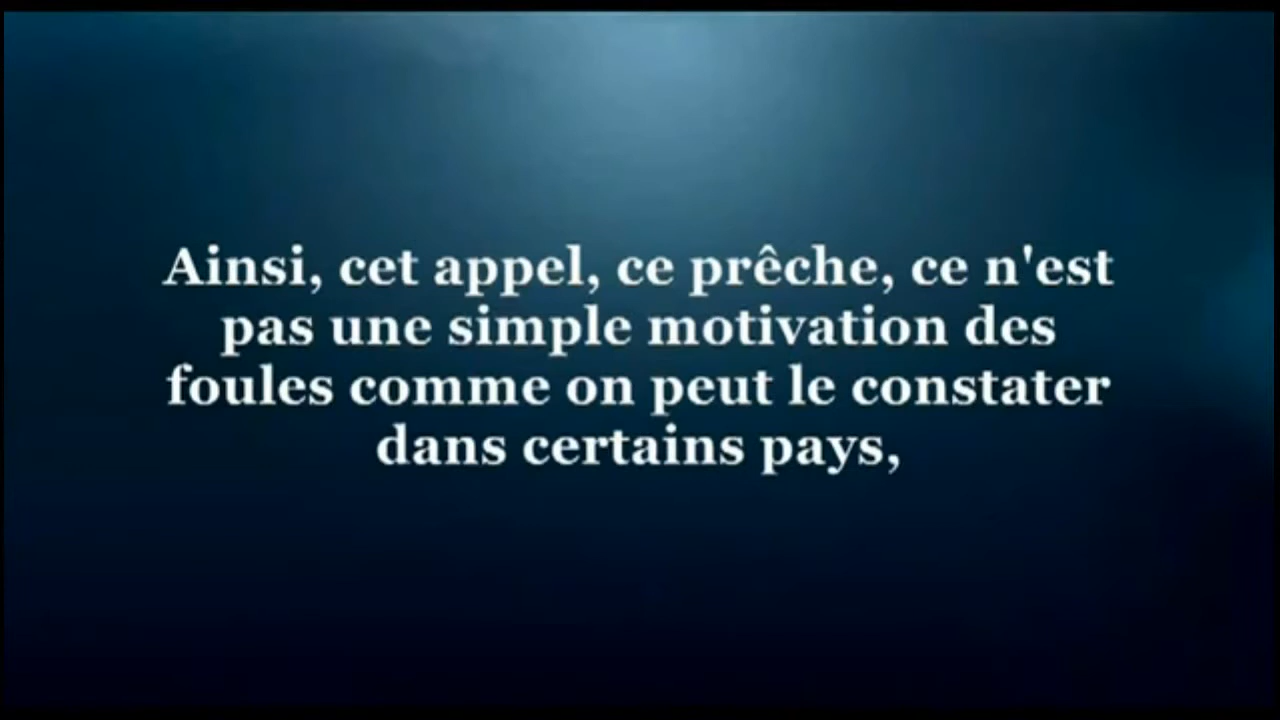 Ainsi, cet appel, ce prêche, ce n'est
pas une simple motivation des
foules comme on peut le constater
dans certains pays,